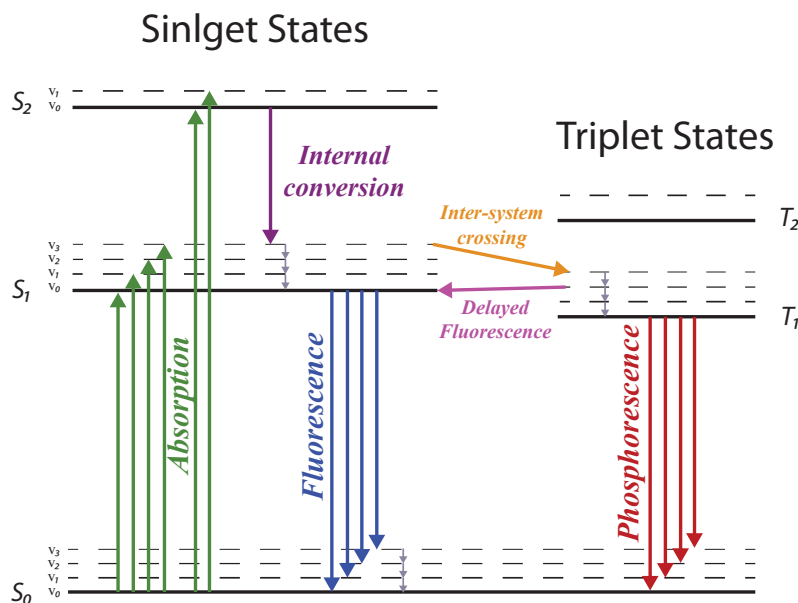 Sinlget States
Triplet States
S2
v1
v0
Internal
conversion
Inter-system
crossing
T2
v3
v2
v1
v0
S1
Delayed
Fluorescence
T1
Absorption
Fluorescence
Phosphorescence
v3
v2
v1
v0
S0